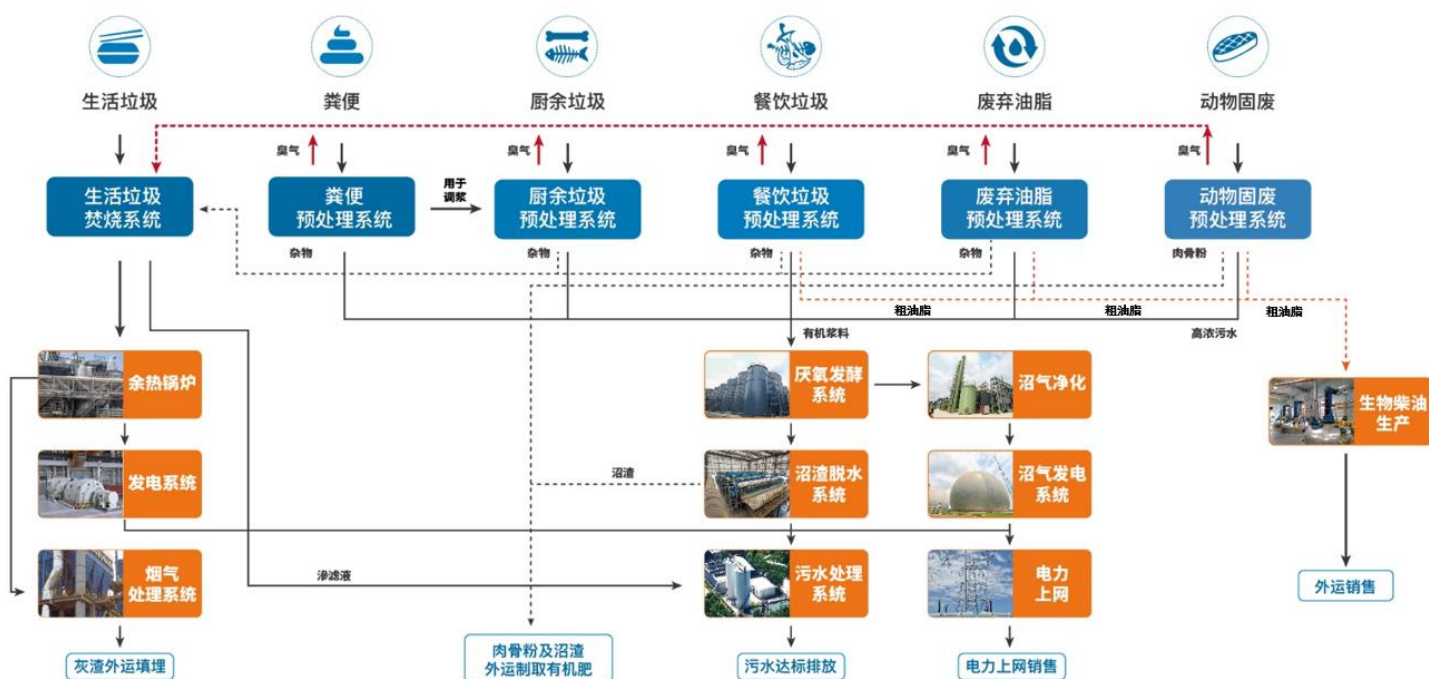 生活垃圾
粪便
厨余垃圾
餐饮垃圾
废弃油脂
动物固废
臭气
臭气
臭气
臭气
臭气
生活垃圾
焚烧系统
粪便
预处理系统
用于
调浆
厨余垃圾
预处理系统
餐饮垃圾
预处理系统
废弃油脂
预处理系统
动物固废
预处理系统
杂物
杂物
杂物
杂物
肉骨粉
粗油脂
粗油脂
粗油脂
有机浆料
高浓污水
余热锅炉
厌氧发酵
系统
沼气净化
生物柴油
生产
发电系统
沼渣
沼渣脱水
系统
沼气发电
系统
烟气
处理系统
渗滤液
污水处理
系统
电力
上网
外运销售
灰渣外运填埋
肉骨粉及沼渣
外运制取有机肥
污水达标排放
电力上网销售